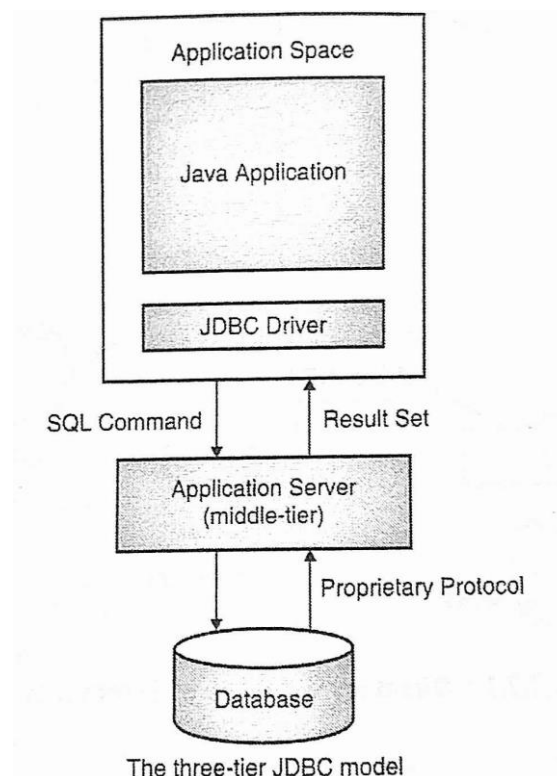 Application Space
Java Application
JDBC Driver
SQL Command
Result Set
Application Server
(middle-tier)
Proprietary Protocol
Database
The three-tier JDBC model